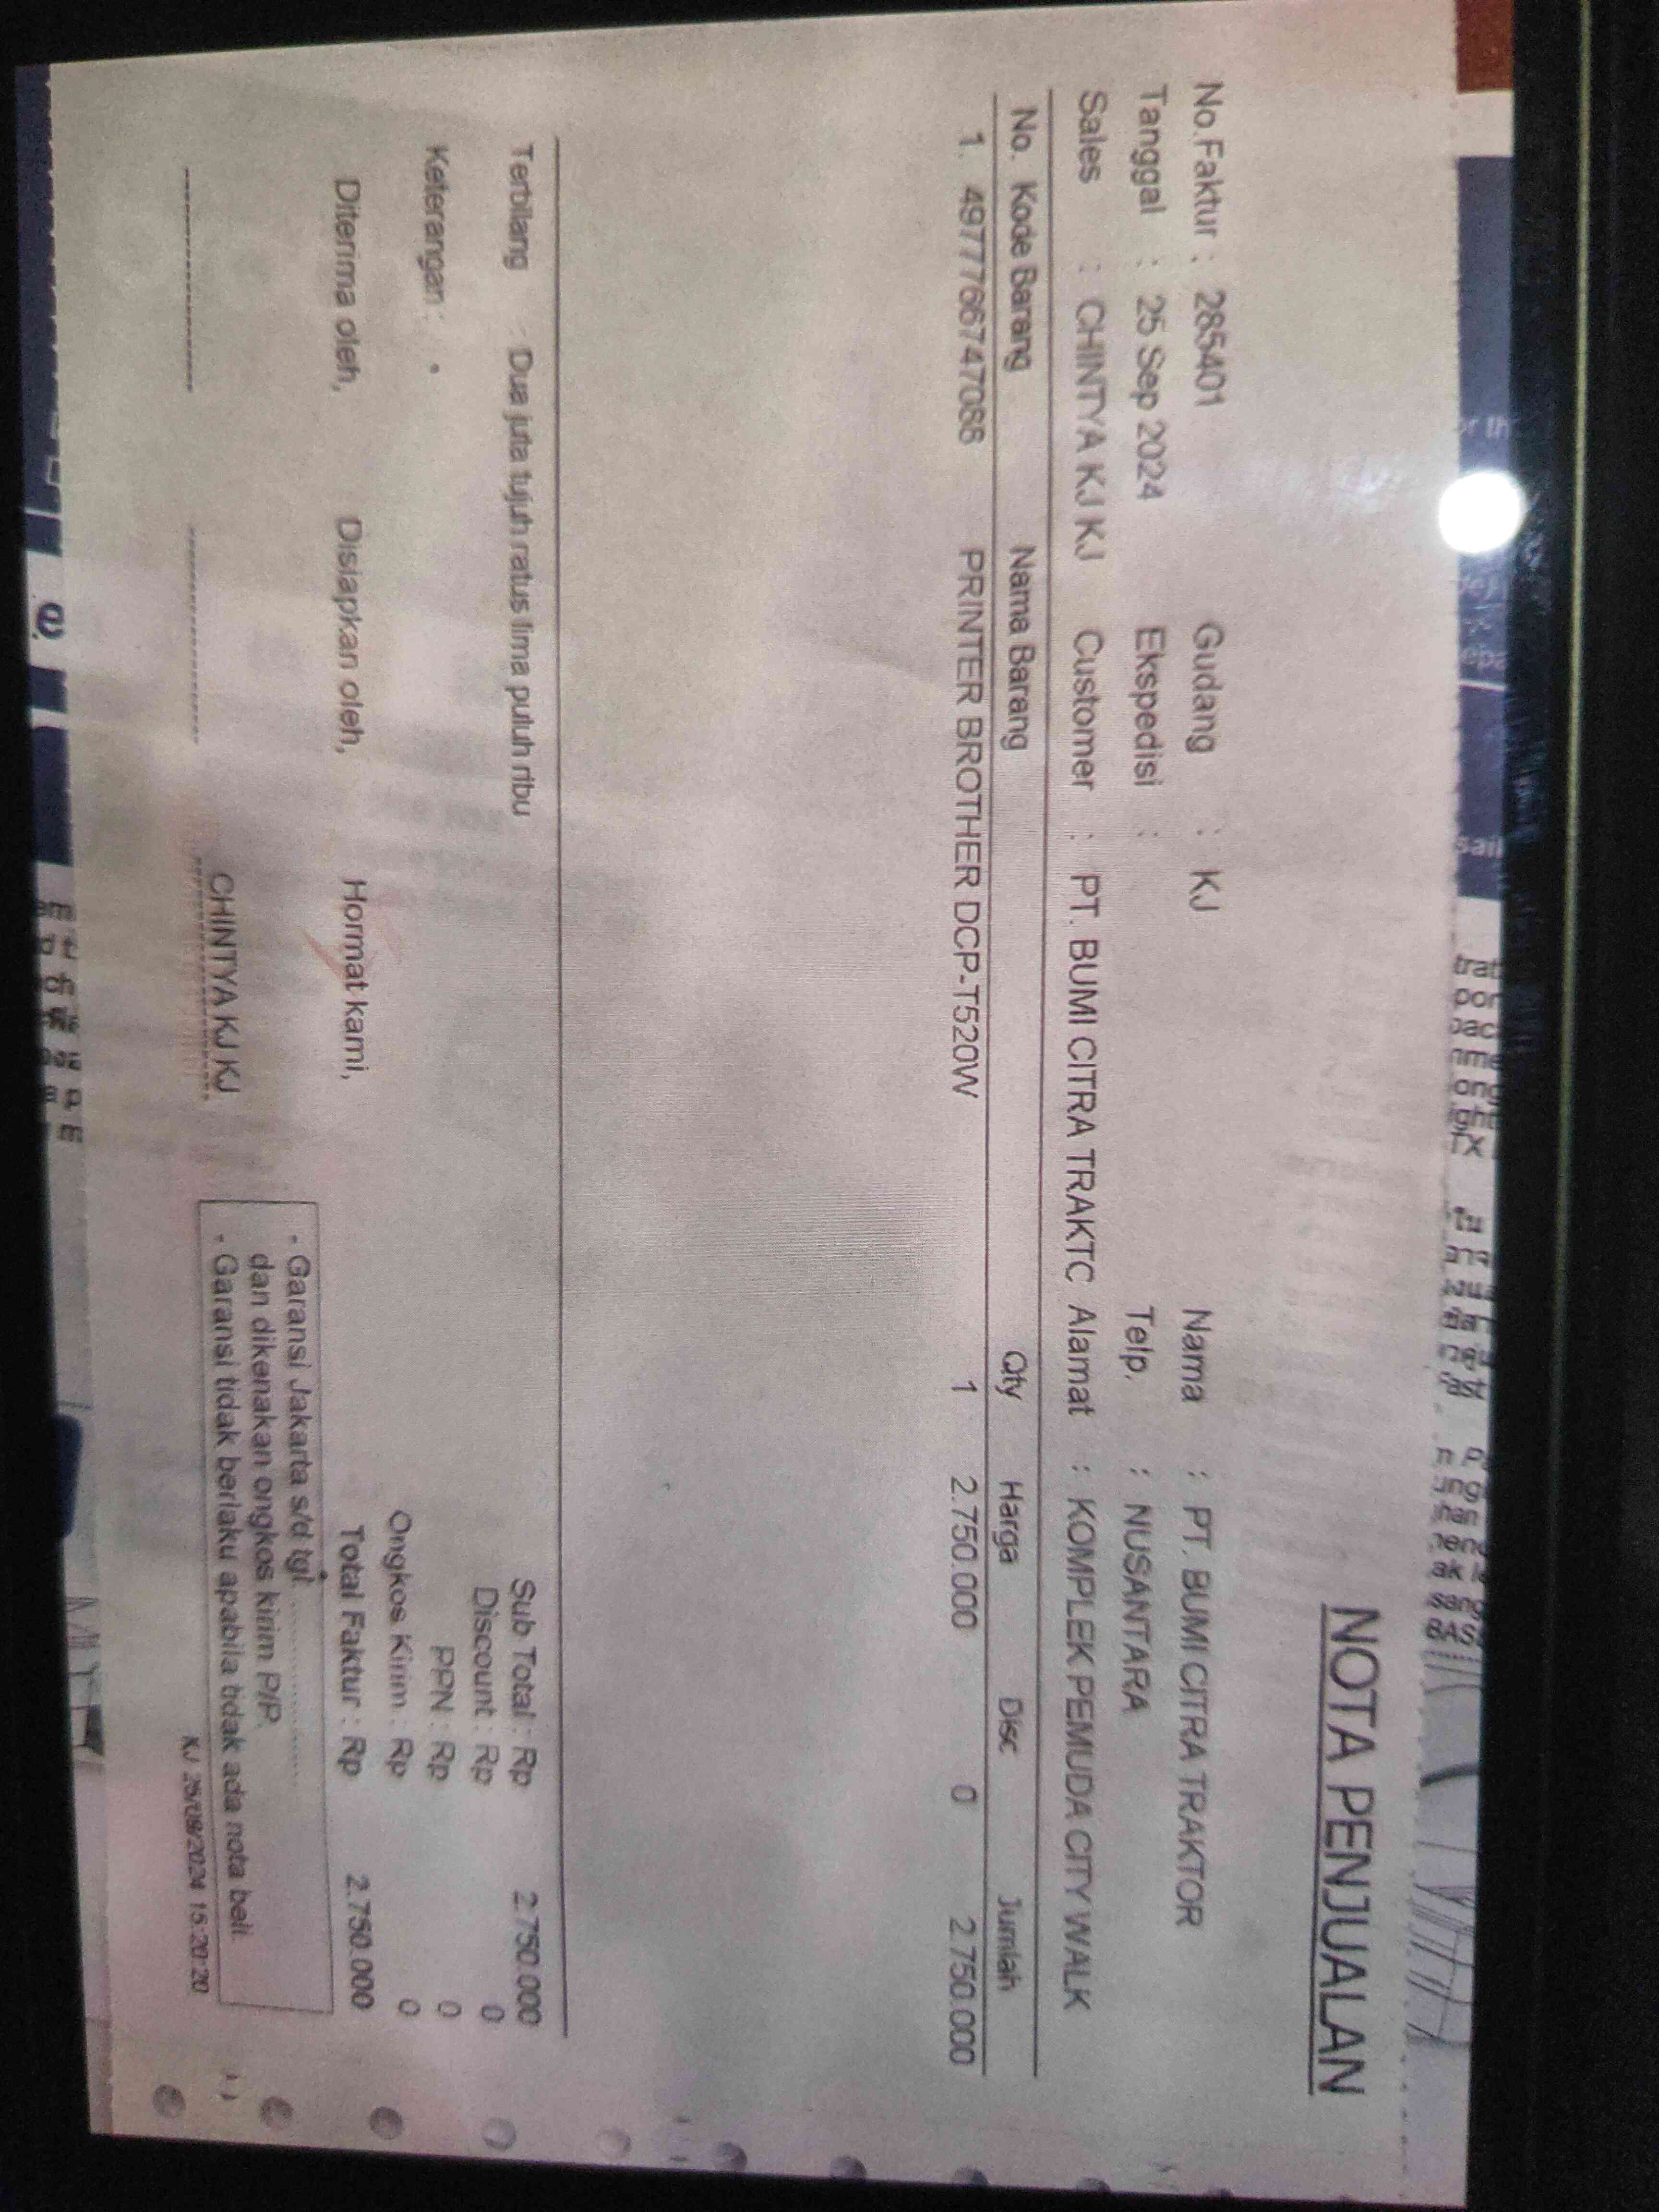 NOTA PENJUALAN
No.Faktur : 285401 Gudang : KJ Nama : PT. BUMI CITRA TRAKTOR
Tanggal : 25 Sep 2024 Ekspedisi : Telp. : NUSANTARA
Sales : CHINTYA KJ KJ Customer : PT. BUMI CITRA TRAKTC Alamat : KOMPLEK PEMUDA CITY WALK
No. Kode Barang Nama Barang Qty Harga Disc Jumlah
1. 4977766747088 PRINTER BROTHER DCP-T520W 1 2.750.000 0 2.750.000
Terbilang : Dua juta tujuh ratus lima puluh ribu Sub Total : Rp 2.750.000
Discount : Rp 0
Keterangan : PPN : Rp 0
Ongkos Kirim : Rp 0
Diterima oleh, Disiapkan oleh, Hormat kami, Total Faktur : Rp 2.750.000
- Garansi Jakarta s/d tgl. ....................
dan dikenakan ongkos kirim P/P.
CHINTYA KJ KJ - Garansi tidak berlaku apabila tidak ada nota beli
KJ 25/09/2024 15:20:20